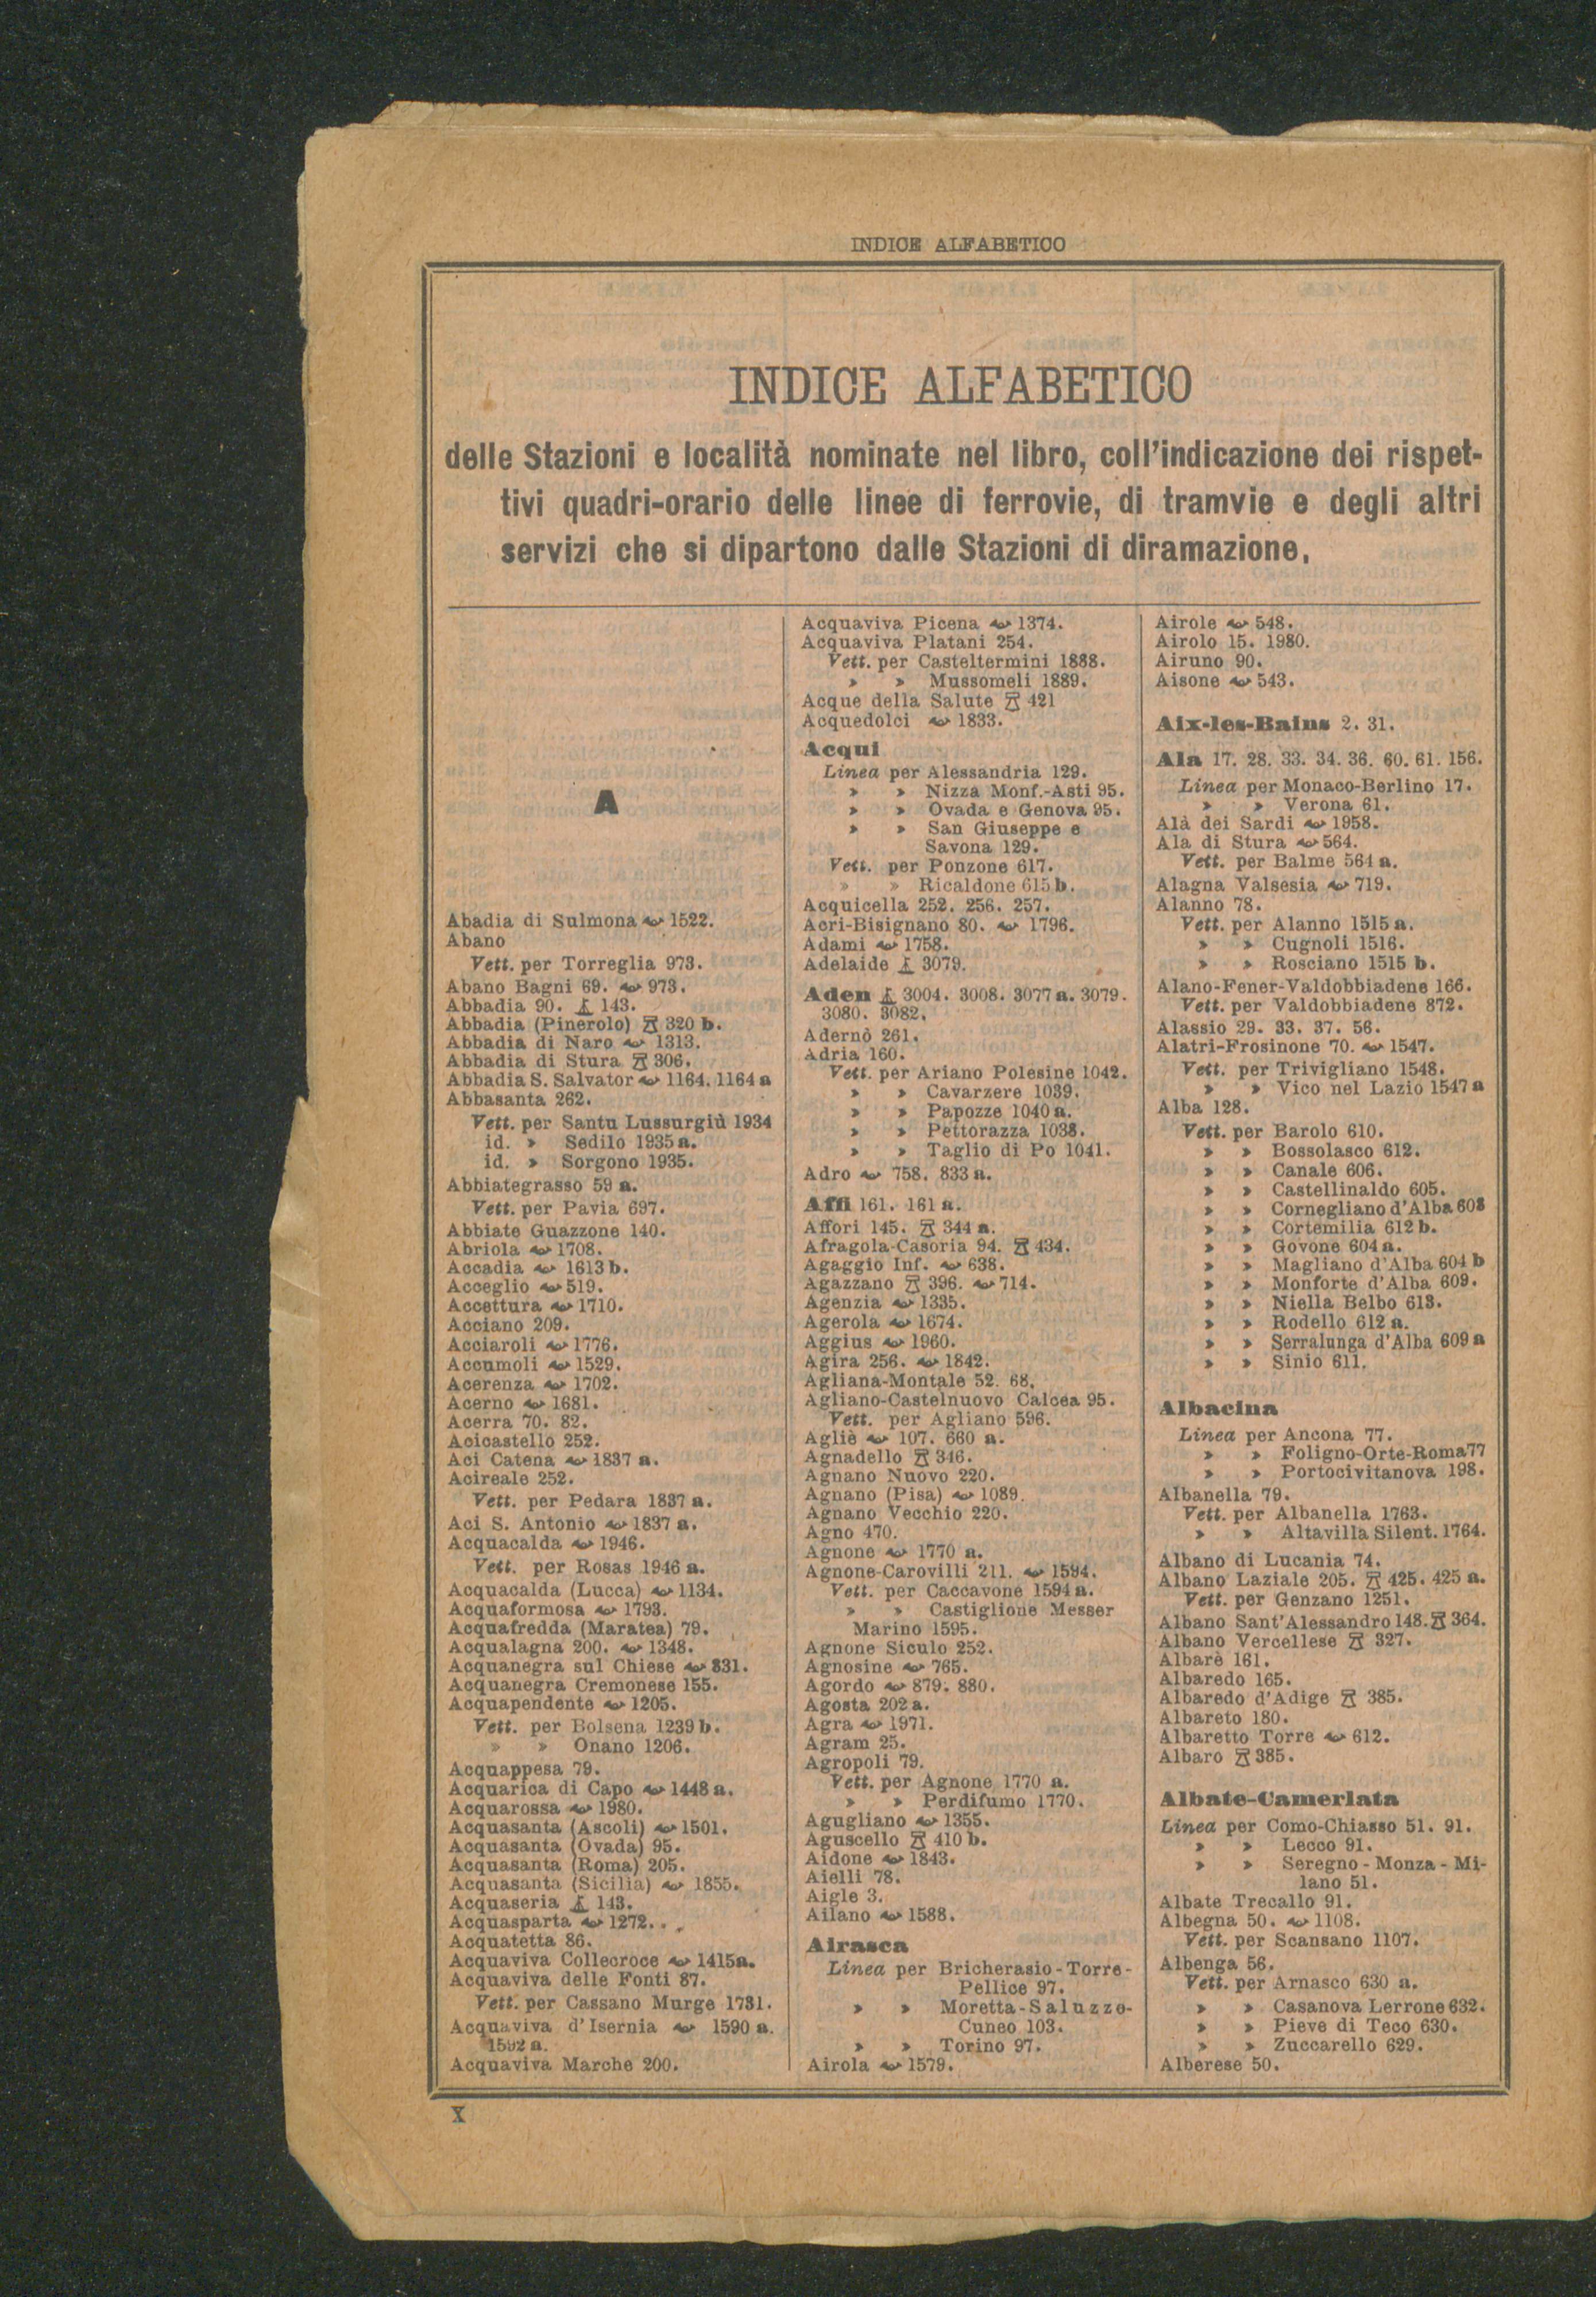 INDICE ALFABETICO
INDICE ALFABETICO
delle Stazioni e località nominate nel libro, coll'indicazione dei rispet-
tivi quadri-orario delle linee di ferrovie, di tramvie e degli altri
servizi che si dipartono dalle Stazioni di diramazione.
A
Abadia di Sulmona 1522.
Abano
Vett. per Torreglia 973.
Abano Bagni 69. 973.
Abbadia 90. 143.
Abbadia (Pinerolo) 320 b.
Abbadia di Naro 1313.
Abbadia di Stura 306.
Abbadia S. Salvator 1164. 1164 a
Abbasanta 262.
Vett. per Santu Lussurgiù 1934
id. » Sedilo 1935 a.
id. » Sorgono 1935.
Abbiategrasso 59 a.
Vett. per Pavia 697.
Abbiate Guazzone 140.
Abriola 1708.
Accadia 1613 b.
Acceglio 519.
Accettura 1710.
Acciano 209.
Acciaroli 1776.
Accumoli 1529.
Acerenza 1702.
Acerno 1681.
Acerra 70. 82.
Acicastello 252.
Aci Catena 1837 a.
Acireale 252.
Vett. per Pedara 1837 a.
Aci S. Antonio 1837 a.
Acquacalda 1946.
Vett. per Rosas 1946 a.
Acquacalda (Lucca) 1134.
Acquaformosa 1793.
Acquafredda (Maratea) 79.
Acqualagna 200. 1348.
Acquanegra sul Chiese 831.
Acquanegra Cremonese 155.
Acquapendente 1205.
Vett. per Bolsena 1239 b.
» » Onano 1206.
Acquappesa 79.
Acquarica di Capo 1448 a.
Acquarossa 1980.
Acquasanta (Ascoli) 1501.
Acquasanta (Ovada) 95.
Acquasanta (Roma) 205.
Acquasanta (Sicilia) 1855.
Acquaseria 143.
Acquasparta 1272.
Acquatetta 86.
Acquaviva Collecroce 1415a.
Acquaviva delle Fonti 87.
Vett. per Cassano Murge 1731.
Acquaviva d'Isernia 1590 a.
1592 a.
Acquaviva Marche 200.
Acquaviva Picena 1374.
Acquaviva Platani 254.
Vett. per Casteltermini 1888.
» » Mussomeli 1889.
Acque della Salute 421
Acquedolci 1833.
Acqui
Linea per Alessandria 129.
» » Nizza Monf.-Asti 95.
» » Ovada e Genova 95.
» » San Giuseppe e
Savona 129.
Vett. per Ponzone 617.
» » Ricaldone 615 b.
Acquicella 252. 256. 257.
Acri-Bisignano 80. 1796.
Adami 1758.
Adelaide 3079.
Aden 3004. 3008. 3077 a. 3079.
3080. 3082.
Adernò 261.
Adria 160.
Vett. per Ariano Polesine 1042.
» » Cavarzere 1039.
» » Papozze 1040 a.
» » Pettorazza 1038.
» » Taglio di Po 1041.
Adro 758. 833 a.
Affi 161. 161 a.
Affori 145. 344 a.
Afragola-Casoria 94. 434.
Agaggio Inf. 638.
Agazzano 396. 714.
Agenzia 1335.
Agerola 1674.
Aggius 1960.
Agira 256. 1842.
Agliana-Montale 52. 68.
Agliano-Castelnuovo Calcea 95.
Vett. per Agliano 596.
Agliè 107. 660 a.
Agnadello 346.
Agnano Nuovo 220.
Agnano (Pisa) 1089.
Agnano Vecchio 220.
Agno 470.
Agnone 1770 a.
Agnone-Carovilli 211. 1594.
Vett. per Caccavone 1594 a.
» » Castiglione Messer
Marino 1595.
Agnone Siculo 252.
Agnosine 765.
Agordo 879. 880.
Agosta 202 a.
Agra 1971.
Agram 25.
Agropoli 79.
Vett. per Agnone 1770 a.
» » Perdifumo 1770.
Agugliano 1355.
Aguscello 410 b.
Aidone 1843.
Aielli 78.
Aigle 3.
Ailano 1588.
Airasca
Linea per Bricherasio-Torre-
Pellice 97.
» » Moretta-Saluzzo-
Cuneo 103.
» » Torino 97.
Airola 1579.
Airole 548.
Airolo 15. 1980.
Airuno 90.
Aisone 543.
Aix-les-Bains 2. 31.
Ala 17. 28. 33. 34. 36. 60. 61. 156.
Linea per Monaco-Berlino 17.
» » Verona 61.
Alà dei Sardi 1958.
Ala di Stura 564.
Vett. per Balme 564 a.
Alagna Valsesia 719.
Alanno 78.
Vett. per Alanno 1515 a.
» » Cugnoli 1516.
» » Rosciano 1515 b.
Alano-Fener-Valdobbiadene 166.
Vett. per Valdobbiadene 872.
Alassio 29. 33. 37. 56.
Alatri-Frosinone 70. 1547.
Vett. per Trivigliano 1548.
» » Vico nel Lazio 1547 a
Alba 128.
Vett. per Barolo 610.
» » Bossolasco 612.
» » Canale 606.
» » Castellinaldo 605.
» » Cornegliano d'Alba 608
» » Cortemilia 612 b.
» » Govone 604 a.
» » Magliano d'Alba 604 b
» » Monforte d'Alba 609.
» » Niella Belbo 613.
» » Rodello 612 a.
» » Serralunga d'Alba 609 a
» » Sinio 611.
Albacina
Linea per Ancona 77.
» » Foligno-Orte-Roma 77
» » Portocivitanova 198.
Albanella 79.
Vett. per Albanella 1763.
» » Altavilla Silent. 1764.
Albano di Lucania 74.
Albano Laziale 205. 425. 425 a.
Vett. per Genzano 1251.
Albano Sant'Alessandro 148. 364.
Albano Vercellese 327.
Albarè 161.
Albaredo 165.
Albaredo d'Adige 385.
Albareto 180.
Albaretto Torre 612.
Albaro 385.
Albate-Camerlata
Linea per Como-Chiasso 51. 91.
» » Lecco 91.
» » Seregno - Monza - Mi-
lano 51.
Albate Trecallo 91.
Albegna 50. 1108.
Vett. per Scansano 1107.
Albenga 56.
Vett. per Arnasco 630 a.
» » Casanova Lerrone 632.
» » Pieve di Teco 630.
» » Zuccarello 629.
Alberese 50.
X